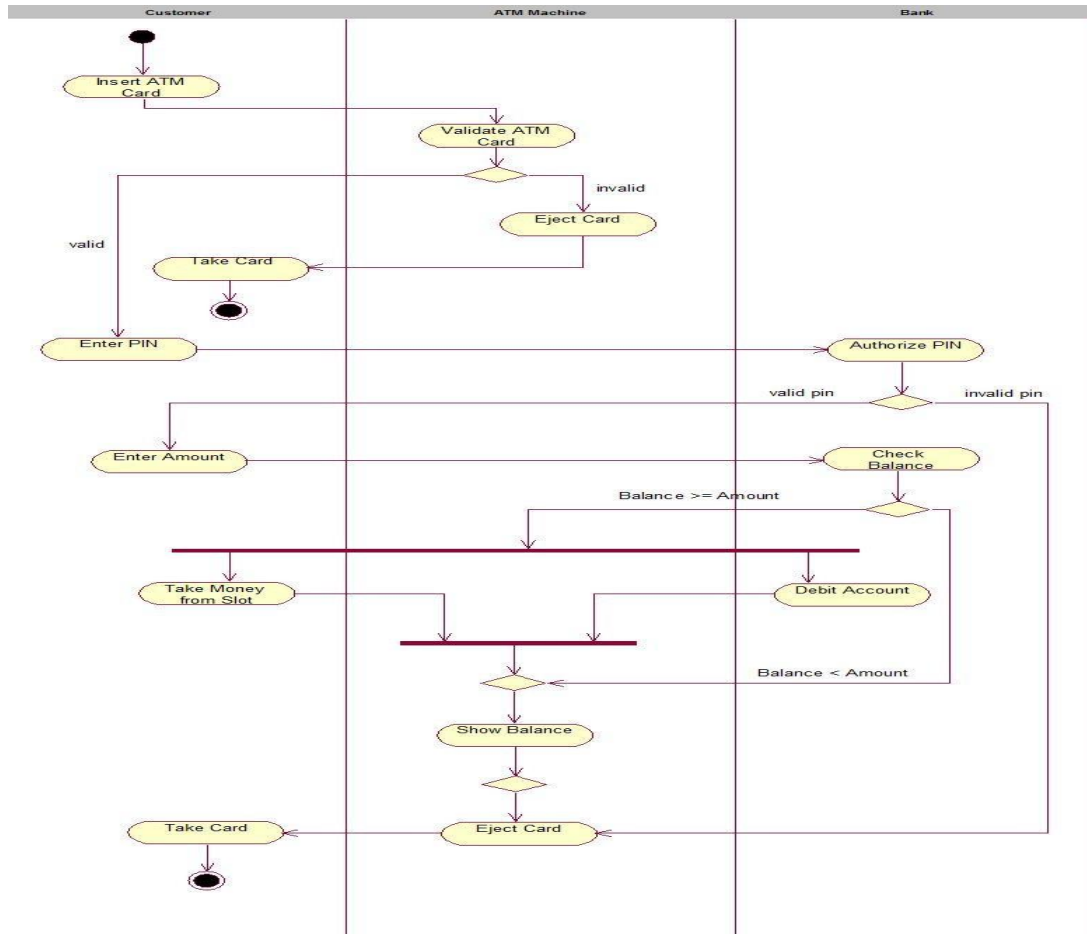 Customer
ATM Machine
Bank
Insert ATM
Card
Validate ATM
Card
invalid
Eject Card
valid
Take Card
Enter PIN
Authorize PIN
valid pin
invalid pin
Enter Amount
Check
Balance
Balance >= Amount
Take Money
from Slot
Debit Account
Balance < Amount
Show Balance
Take Card
Eject Card